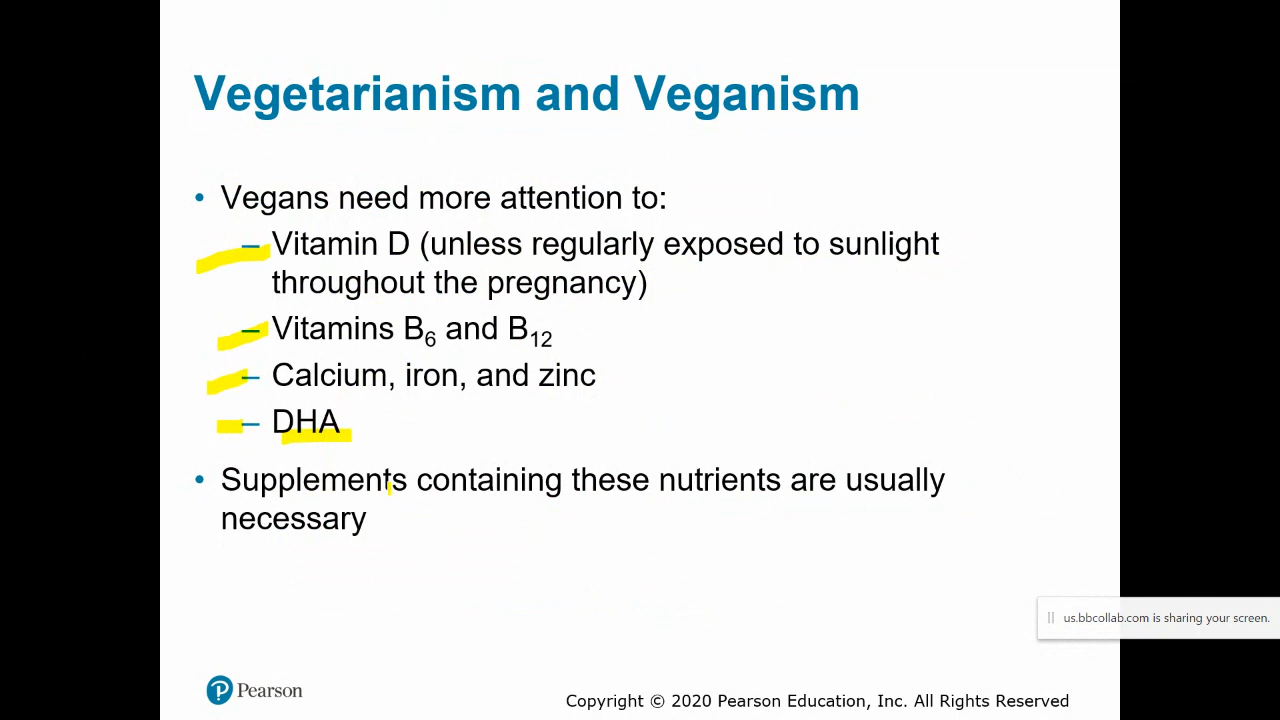 Vegetarianism and Veganism
• Vegans need more attention to:
– Vitamin D (unless regularly exposed to sunlight
throughout the pregnancy)
– Vitamins B₆ and B₁₂
– Calcium, iron, and zinc
– DHA
• Supplements containing these nutrients are usually
necessary
us.bbcollab.com is sharing your screen.
Pearson
Copyright © 2020 Pearson Education, Inc. All Rights Reserved